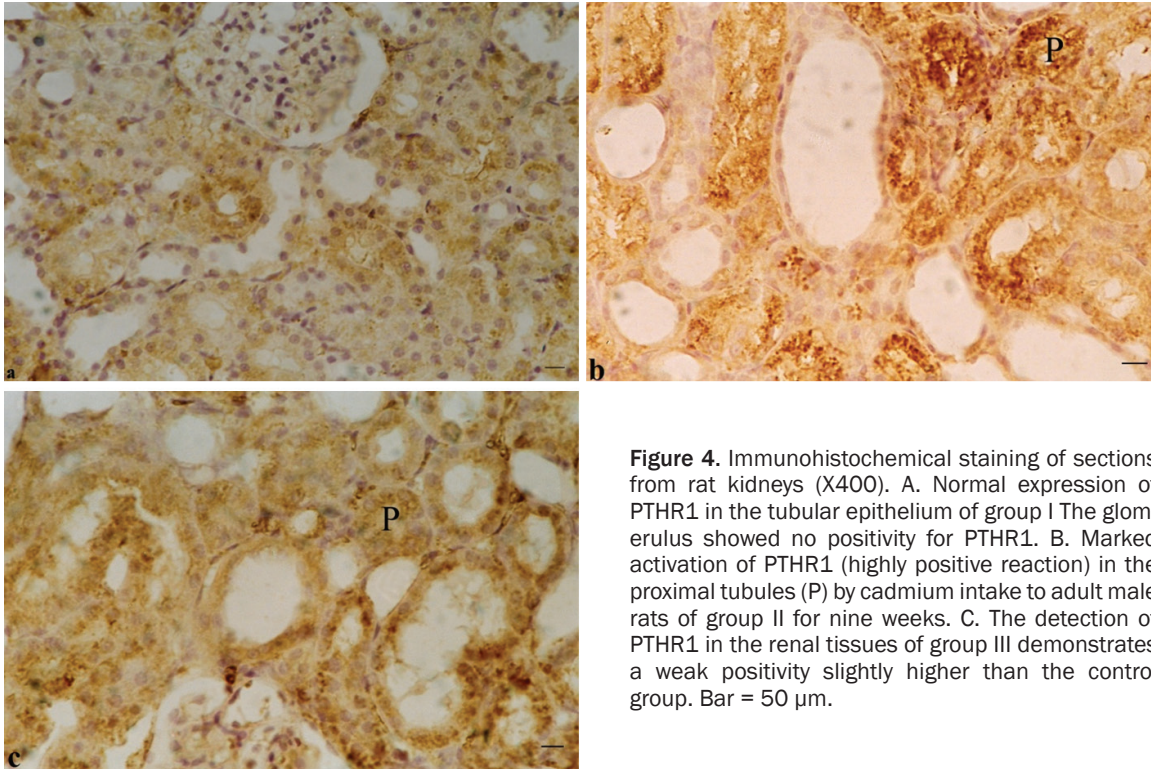 a
b
P
c
P
Figure 4. Immunohistochemical staining of sections
from rat kidneys (X400). A. Normal expression of
PTHR1 in the tubular epithelium of group I The glom
erulus showed no positivity for PTHR1. B. Marked
activation of PTHR1 (highly positive reaction) in the
proximal tubules (P) by cadmium intake to adult male
rats of group II for nine weeks. C. The detection of
PTHR1 in the renal tissues of group III demonstrates
a weak positivity slightly higher than the contro
group. Bar = 50 µm.